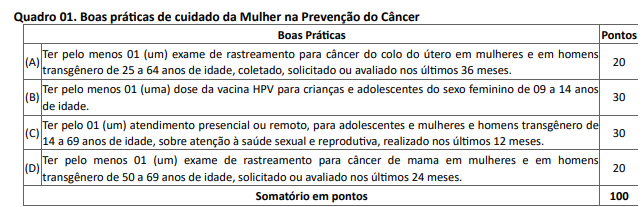 Quadro 01. Boas práticas de cuidado da Mulher na Prevenção do Câncer
Boas Práticas Pontos
(A) Ter pelo menos 01 (um) exame de rastreamento para câncer do colo do útero em mulheres e em homens
transgênero de 25 a 64 anos de idade, coletado, solicitado ou avaliado nos últimos 36 meses. 20
(B) Ter pelo menos 01 (uma) dose da vacina HPV para crianças e adolescentes do sexo feminino de 09 a 14 anos
de idade. 30
(C) Ter pelo 01 (um) atendimento presencial ou remoto, para adolescentes e mulheres e homens transgênero de
14 a 69 anos de idade, sobre atenção à saúde sexual e reprodutiva, realizado nos últimos 12 meses. 30
(D) Ter pelo menos 01 (um) exame de rastreamento para câncer de mama em mulheres e em homens
transgênero de 50 a 69 anos de idade, solicitado ou avaliado nos últimos 24 meses. 20
Somatório em pontos 100